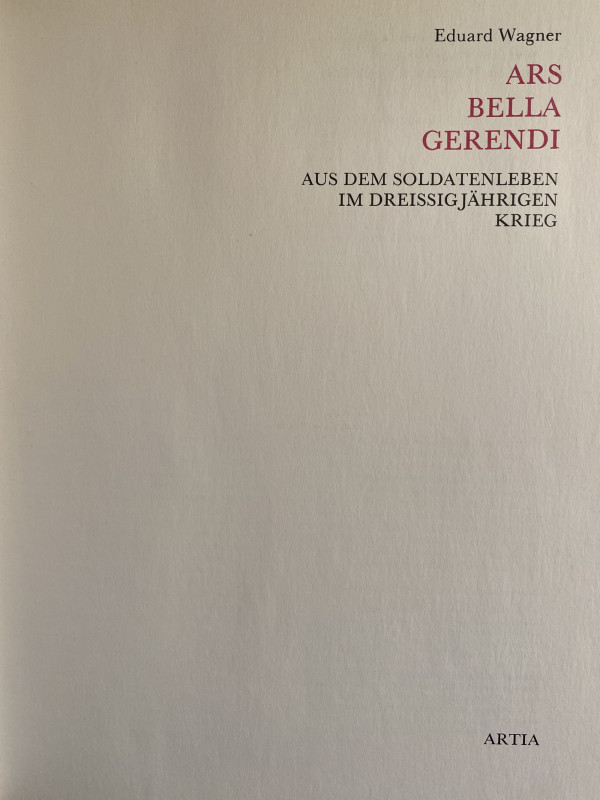 Eduard Wagner
ARS
BELLA
GERENDI
AUS DEM SOLDATENLEBEN
IM DREISSIGJÄHRIGEN
KRIEG
ARTIA